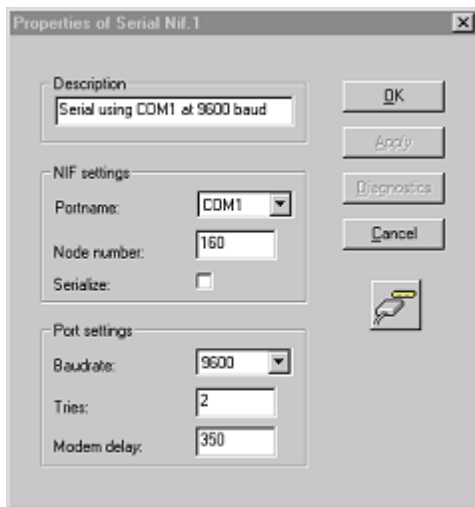 Properties of Serial Nif.1
Description
Serial using COM1 at 9600 baud
OK
Apply
Diagnostics
Cancel
NIF settings
Portname: COM1
Node number: 160
Serialize:
Port settings
Baudrate: 9600
Tries: 2
Modem delay: 350